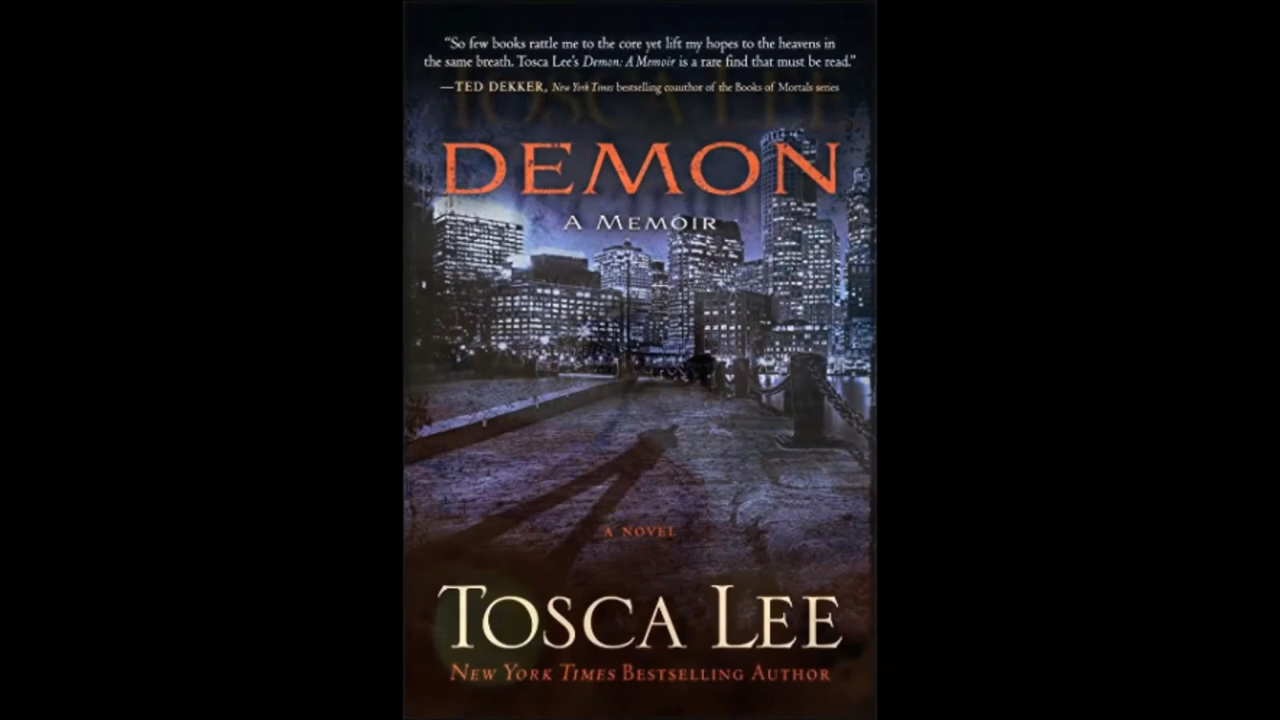 “So few books rattle me to the core yet lift my hopes to the heavens in
the same breath. Tosca Lee’s Demon: A Memoir is a rare find that must be read.”
—TED DEKKER, New York Times bestselling coauthor of the Books of Mortals series
TOSCA LEE
DEMON
A MEMOIR
A NOVEL
TOSCA LEE
NEW YORK TIMES BESTSELLING AUTHOR